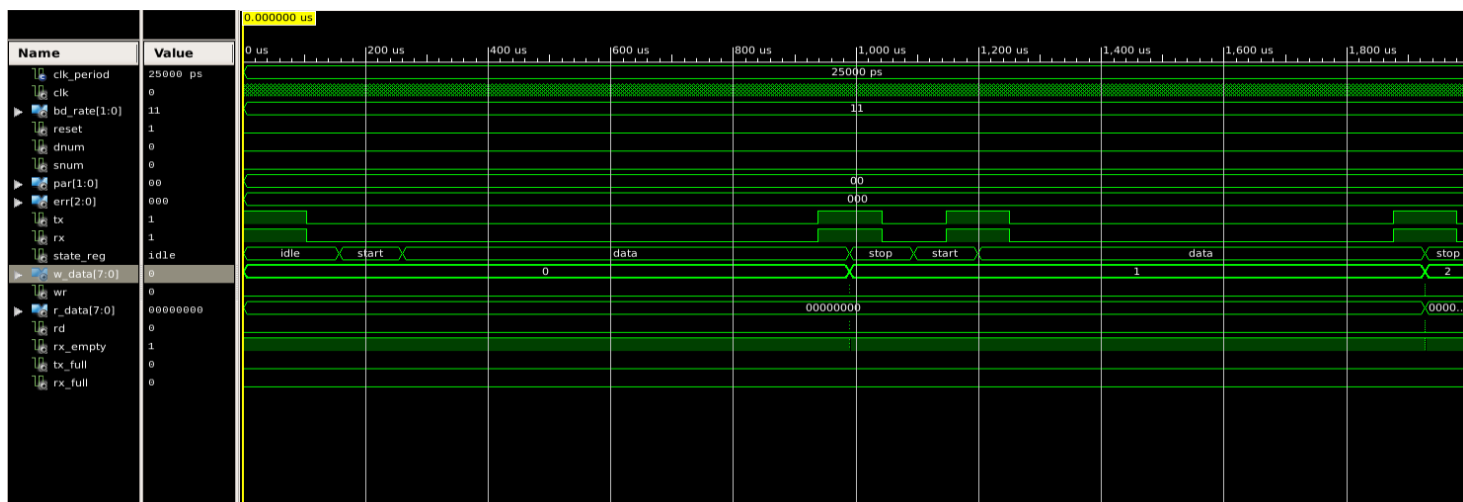 0.000000 us
Name Value
0 us 200 us 400 us 600 us 800 us 1,000 us 1,200 us 1,400 us 1,600 us 1,800 us
clk_period 25000 ps 25000 ps
clk 0
bd_rate[1:0] 11 11
reset 1
dnum 0
snum 0
par[1:0] 00 00
err[2:0] 000 000
tx 1
rx 1
state_reg idle idle start data stop start data stop
w_data[7:0] 0 0 1 2
wr 0
r_data[7:0] 00000000 00000000 0000...
rd 0
rx_empty 1
tx_full 0
rx_full 0